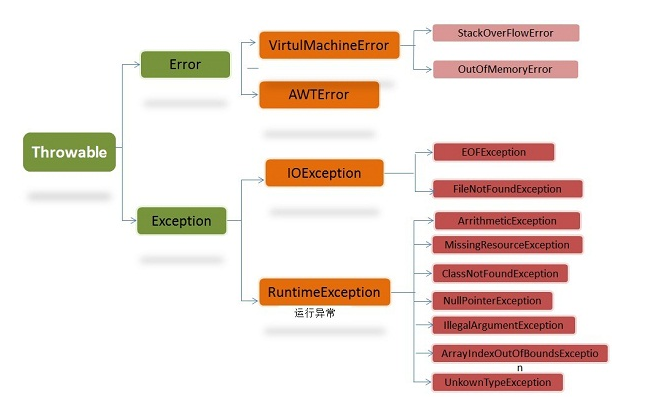 Throwable
Error
Exception
VirtulMachineError
AWTError
IOException
RuntimeException
运行异常
StackOverFlowError
OutOfMemoryError
EOFException
FileNotFoundException
ArrithmeticException
MissingResourceException
ClassNotFoundException
NullPointerException
IllegalArgumentException
ArrayIndexOutOfBoundsExceptio
n
UnkownTypeException